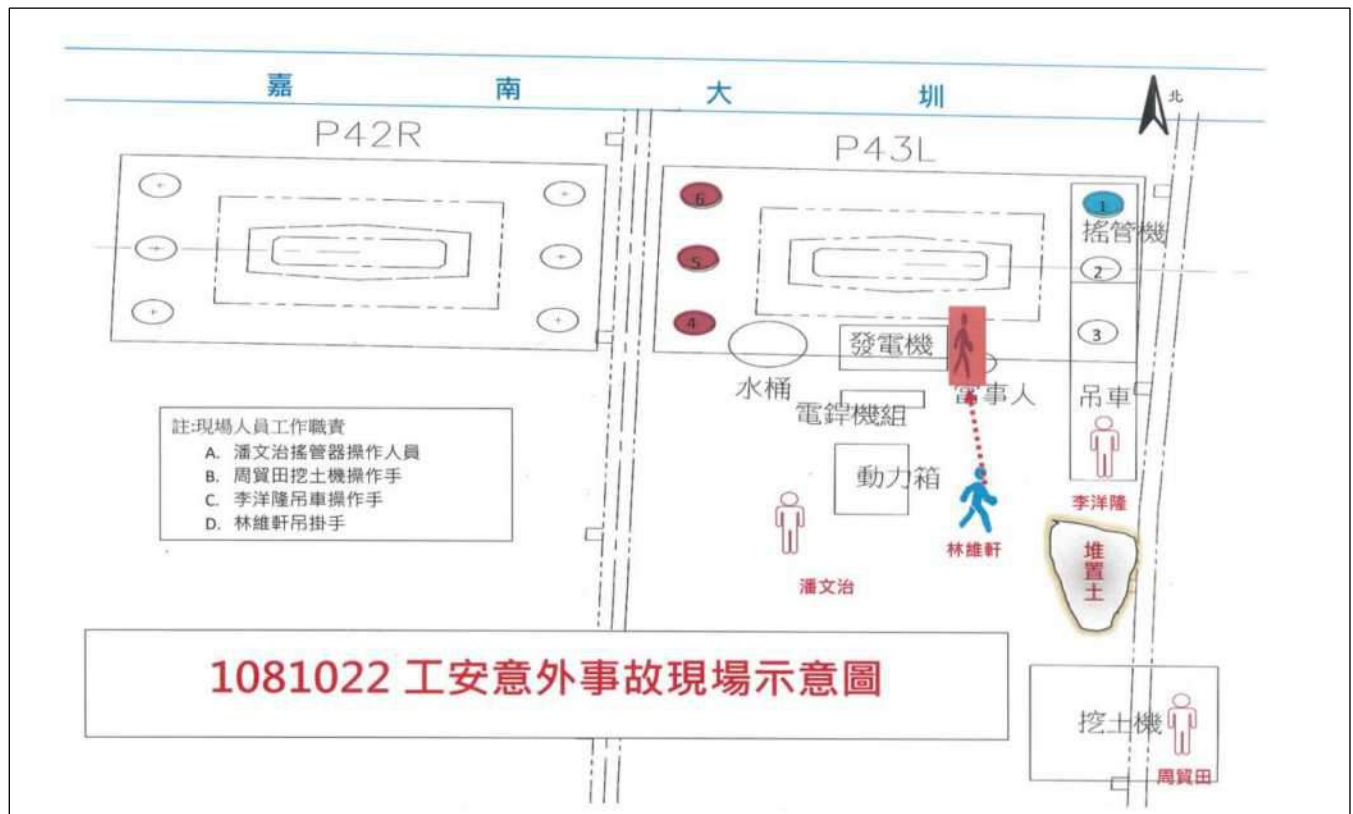 嘉南大圳
北
P42R
P43L
6
5
4
1
搖管機
2
3
發電機
水桶
當事人
電銲機組
吊車
動力箱
李洋隆
林維軒
潘文治
堆置土
註:現場人員工作職責
A. 潘文治搖管器操作人員
B. 周貿田挖土機操作手
C. 李洋隆吊車操作手
D. 林維軒吊掛手
1081022 工安意外事故現場示意圖
挖土機
周貿田